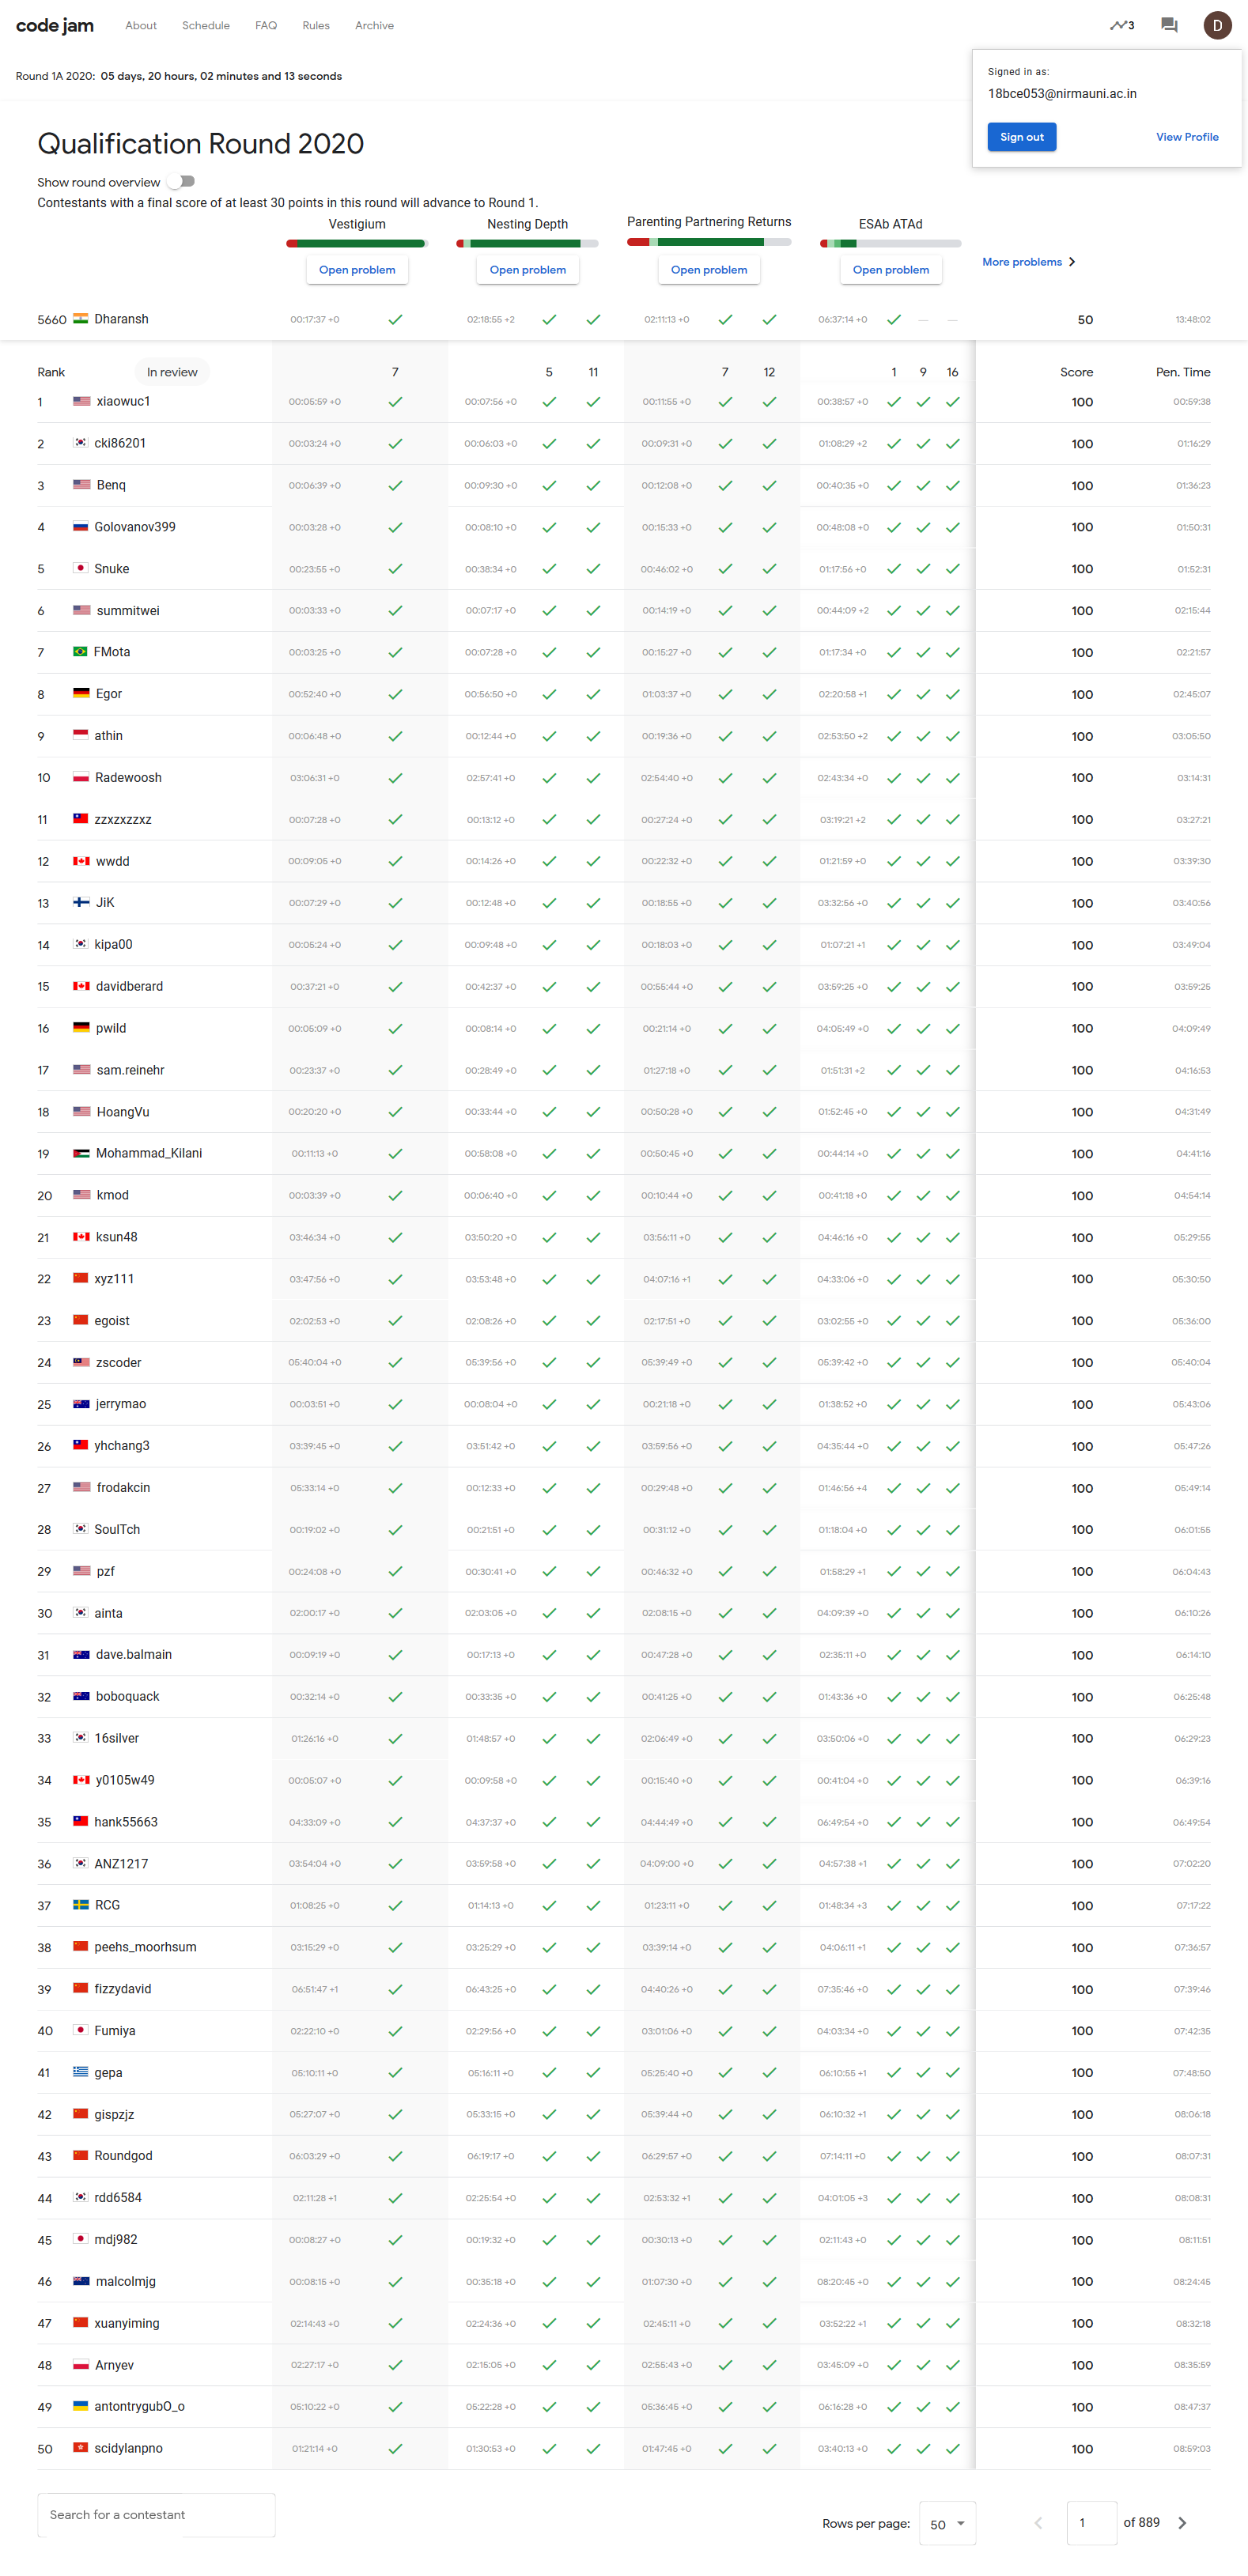 code jam About Schedule FAQ Rules Archive 3 D
Round 1A 2020: 05 days, 20 hours, 02 minutes and 13 seconds
Signed in as:
18bce053@nirmauni.ac.in
Sign out View Profile
Qualification Round 2020
Show round overview
Contestants with a final score of at least 30 points in this round will advance to Round 1.
Vestigium Nesting Depth Parenting Partnering Returns ESAb ATAd
Open problem Open problem Open problem Open problem More problems
5660 Dharansh 00:17:37 +0 02:18:55 +2 02:11:13 +0 06:37:14 +0 50 13:48:02
Rank In review 7 5 11 7 12 1 9 16 Score Pen. Time
1 xiaowuc1 00:05:59 +0 00:07:56 +0 00:11:55 +0 00:38:57 +0 100 00:59:38
2 cki86201 00:03:24 +0 00:06:03 +0 00:09:31 +0 01:08:29 +2 100 01:16:29
3 Benq 00:06:39 +0 00:09:30 +0 00:12:08 +0 00:40:35 +0 100 01:36:23
4 Golovanov399 00:03:28 +0 00:08:10 +0 00:15:33 +0 00:48:08 +0 100 01:50:31
5 Snuke 00:23:55 +0 00:38:34 +0 00:46:02 +0 01:17:56 +0 100 01:52:31
6 summitwei 00:03:33 +0 00:07:17 +0 00:14:19 +0 00:44:09 +2 100 02:15:44
7 FMota 00:03:25 +0 00:07:28 +0 00:15:27 +0 01:17:34 +0 100 02:21:57
8 Egor 00:52:40 +0 00:56:50 +0 01:03:37 +0 02:20:58 +1 100 02:45:07
9 athin 00:06:48 +0 00:12:44 +0 00:19:36 +0 02:53:50 +2 100 03:05:50
10 Radewoosh 03:06:31 +0 02:57:41 +0 02:54:40 +0 02:43:34 +0 100 03:14:31
11 zzxzxzzxz 00:07:28 +0 00:13:12 +0 00:27:24 +0 03:19:21 +2 100 03:27:21
12 wwdd 00:09:05 +0 00:14:26 +0 00:22:32 +0 01:21:59 +0 100 03:39:30
13 JiK 00:07:29 +0 00:12:48 +0 00:18:55 +0 03:32:56 +0 100 03:40:56
14 kipa00 00:05:24 +0 00:09:48 +0 00:18:03 +0 01:07:21 +1 100 03:49:04
15 davidberard 00:37:21 +0 00:42:37 +0 00:55:44 +0 03:59:25 +0 100 03:59:25
16 pwild 00:05:09 +0 00:08:14 +0 00:21:14 +0 04:05:49 +0 100 04:09:49
17 sam.reinehr 00:23:37 +0 00:28:49 +0 01:27:18 +0 01:51:31 +2 100 04:16:53
18 HoangVu 00:20:20 +0 00:33:44 +0 00:50:28 +0 01:52:45 +0 100 04:31:49
19 Mohammad_Kilani 00:11:13 +0 00:58:08 +0 00:50:45 +0 00:44:14 +0 100 04:41:16
20 kmod 00:03:39 +0 00:06:40 +0 00:10:44 +0 00:41:18 +0 100 04:54:14
21 ksun48 03:46:34 +0 03:50:20 +0 03:56:11 +0 04:46:16 +0 100 05:29:55
22 xyz111 03:47:56 +0 03:53:48 +0 04:07:16 +1 04:33:06 +0 100 05:30:50
23 egoist 02:02:53 +0 02:08:26 +0 02:17:51 +0 03:02:55 +0 100 05:36:00
24 zscoder 05:40:04 +0 05:39:56 +0 05:39:49 +0 05:39:42 +0 100 05:40:04
25 jerrymao 00:03:51 +0 00:08:04 +0 00:21:18 +0 01:38:52 +0 100 05:43:06
26 yhchang3 03:39:45 +0 03:51:42 +0 03:59:56 +0 04:35:44 +0 100 05:47:26
27 frodakcin 05:33:14 +0 00:12:33 +0 00:29:48 +0 01:46:56 +4 100 05:49:14
28 SoulTch 00:19:02 +0 00:21:51 +0 00:31:12 +0 01:18:04 +0 100 06:01:55
29 pzf 00:24:08 +0 00:30:41 +0 00:46:32 +0 01:58:29 +1 100 06:04:43
30 ainta 02:00:17 +0 02:03:05 +0 02:08:15 +0 04:09:39 +0 100 06:10:26
31 dave.balmain 00:09:19 +0 00:17:13 +0 00:47:28 +0 02:35:11 +0 100 06:14:10
32 boboquack 00:32:14 +0 00:33:35 +0 00:41:25 +0 01:43:36 +0 100 06:25:48
33 16silver 01:26:16 +0 01:48:57 +0 02:06:49 +0 03:50:06 +0 100 06:29:23
34 y0105w49 00:05:07 +0 00:09:58 +0 00:15:40 +0 00:41:04 +0 100 06:39:16
35 hank55663 04:33:09 +0 04:37:37 +0 04:44:49 +0 06:49:54 +0 100 06:49:54
36 ANZ1217 03:54:04 +0 03:59:58 +0 04:09:00 +0 04:57:38 +1 100 07:02:20
37 RCG 01:08:25 +0 01:14:13 +0 01:23:11 +0 01:48:34 +3 100 07:17:22
38 peehs_moorhsum 03:15:29 +0 03:25:29 +0 03:39:14 +0 04:06:11 +1 100 07:36:57
39 fizzydavid 06:51:47 +1 06:43:25 +0 04:40:26 +0 07:35:46 +0 100 07:39:46
40 Fumiya 02:22:10 +0 02:29:56 +0 03:01:06 +0 04:03:34 +0 100 07:42:35
41 gepa 05:10:11 +0 05:16:11 +0 05:25:40 +0 06:10:55 +1 100 07:48:50
42 gispzjz 05:27:07 +0 05:33:15 +0 05:39:44 +0 06:10:32 +1 100 08:06:18
43 Roundgod 06:03:29 +0 06:19:17 +0 06:29:57 +0 07:14:11 +0 100 08:07:31
44 rdd6584 02:11:28 +1 02:25:54 +0 02:53:32 +1 04:01:05 +3 100 08:08:31
45 mdj982 00:08:27 +0 00:19:32 +0 00:30:13 +0 02:11:43 +0 100 08:11:51
46 malcolmjg 00:08:15 +0 00:35:18 +0 01:07:30 +0 08:20:45 +0 100 08:24:45
47 xuanyiming 02:14:43 +0 02:24:36 +0 02:45:11 +0 03:52:22 +1 100 08:32:18
48 Arnyev 02:27:17 +0 02:15:05 +0 02:55:43 +0 03:45:09 +0 100 08:35:59
49 antontrygubO_o 05:10:22 +0 05:22:28 +0 05:36:45 +0 06:16:28 +0 100 08:47:37
50 scidylanpno 01:21:14 +0 01:30:53 +0 01:47:45 +0 03:40:13 +0 100 08:59:03
Search for a contestant Rows per page: 50 1 of 889